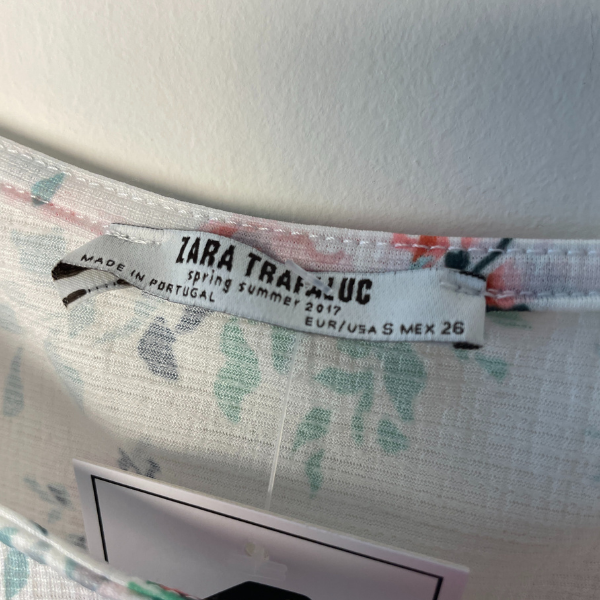 ZARA TRAFALUC
spring summer 2017
MADE IN PORTUGAL
EUR/USA S MEX 26